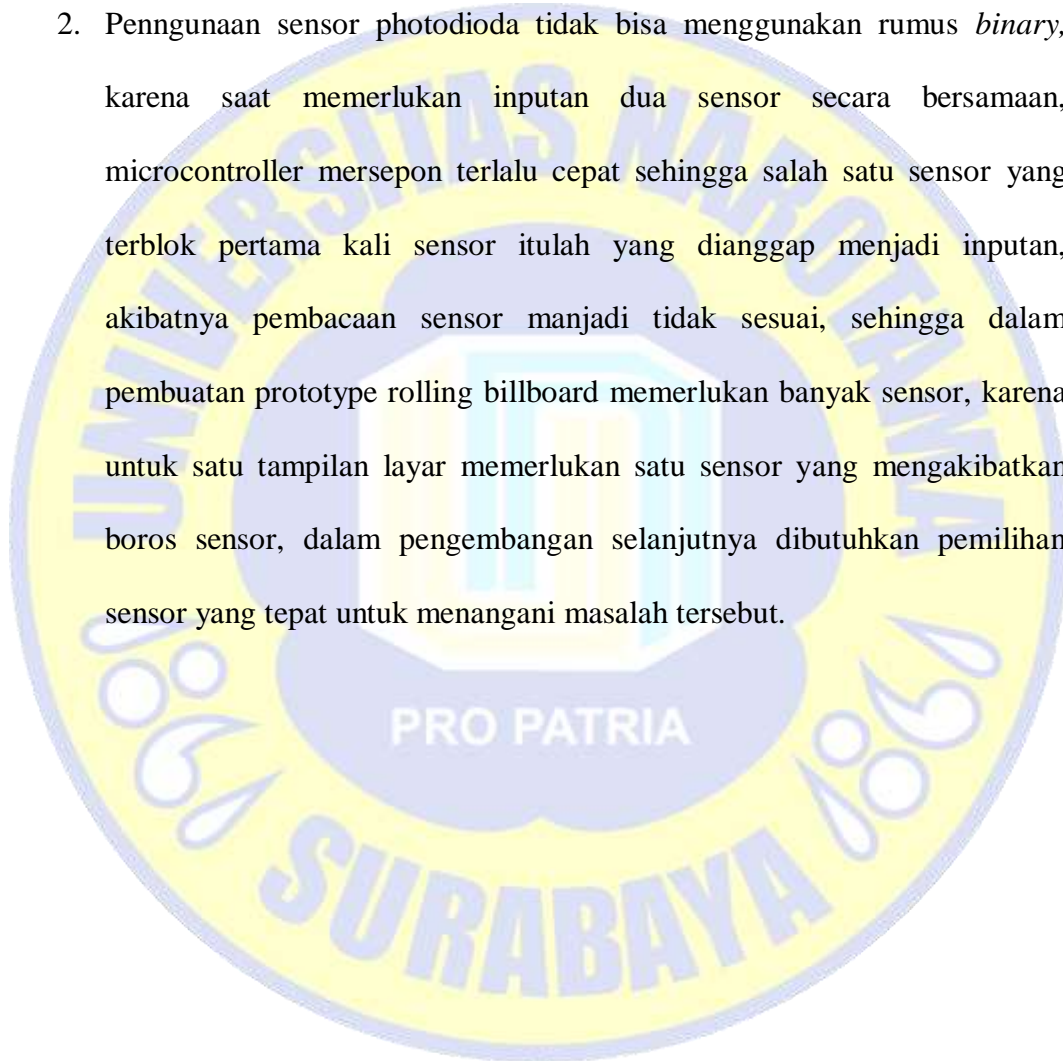 2. Penngunaan sensor photodioda tidak bisa menggunakan rumus binary,
karena saat memerlukan inputan dua sensor secara bersamaan,
microcontroller mersepon terlalu cepat sehingga salah satu sensor yang
terblok pertama kali sensor itulah yang dianggap menjadi inputan,
akibatnya pembacaan sensor manjadi tidak sesuai, sehingga dalam
pembuatan prototype rolling billboard memerlukan banyak sensor, karena
untuk satu tampilan layar memerlukan satu sensor yang mengakibatkan
boros sensor, dalam pengembangan selanjutnya dibutuhkan pemilihan
sensor yang tepat untuk menangani masalah tersebut.
UNIVERSITAS NAROTAMA
PRO PATRIA
SURABAYA